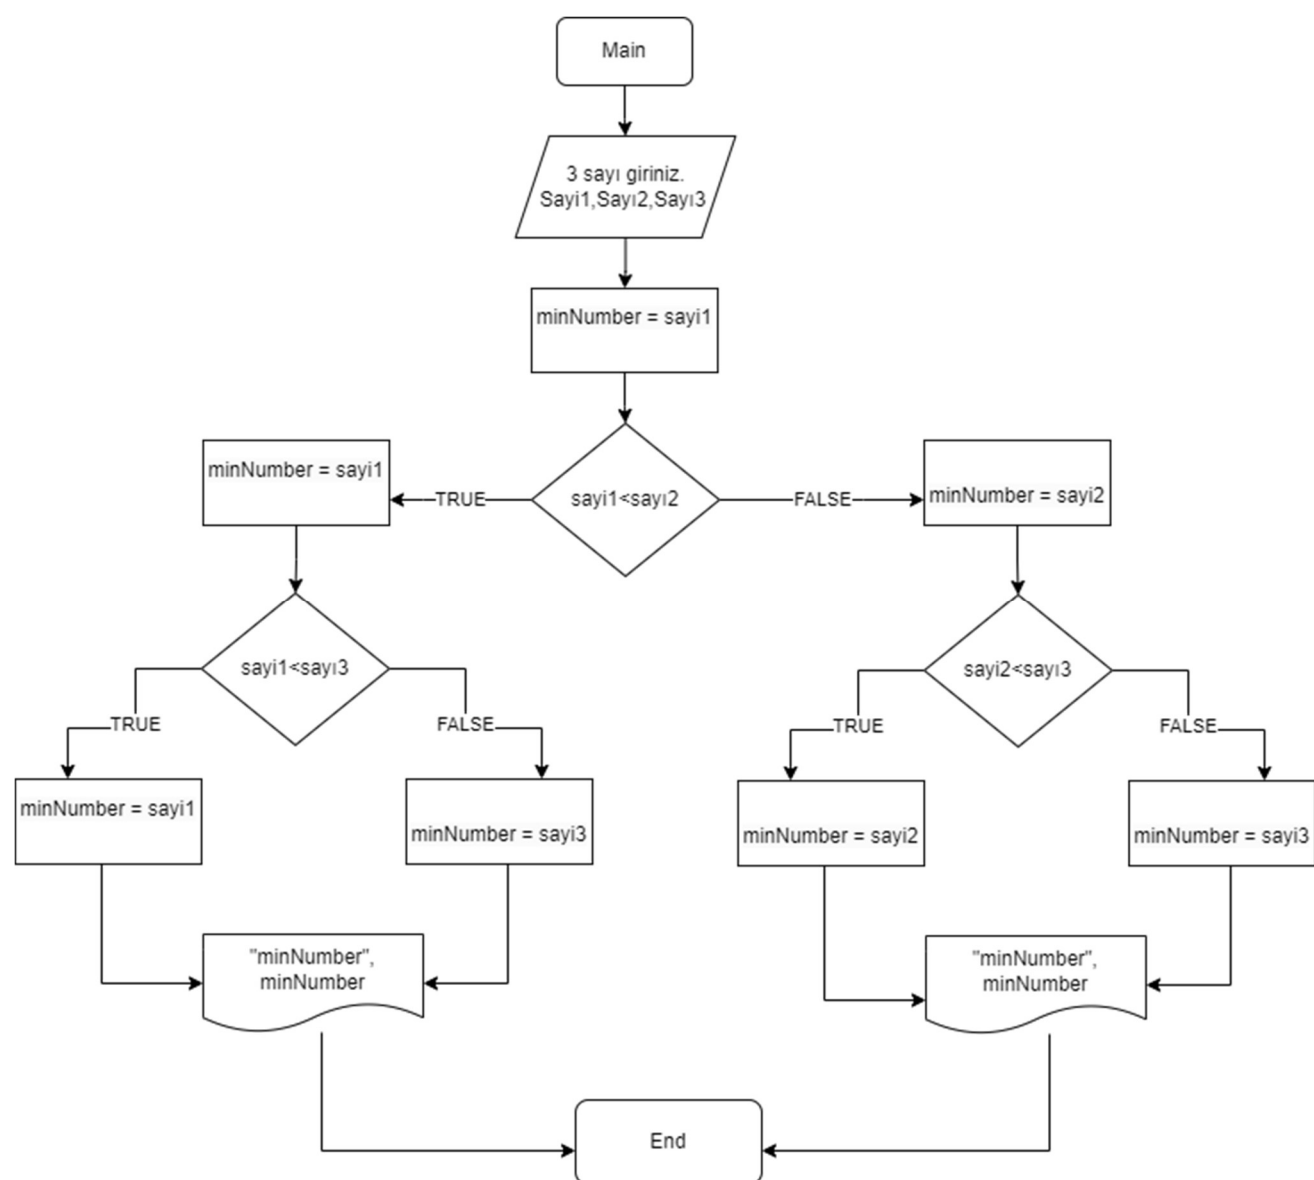 Main
3 sayı giriniz.
Sayi1,Sayı2,Sayı3
minNumber = sayi1
minNumber = sayi1
TRUE
sayi1<sayı2
FALSE
minNumber = sayi2
sayi1<sayı3
sayi2<sayı3
TRUE
FALSE
TRUE
FALSE
minNumber = sayi1
minNumber = sayi3
minNumber = sayi2
minNumber = sayi3
"minNumber",
minNumber
"minNumber",
minNumber
End